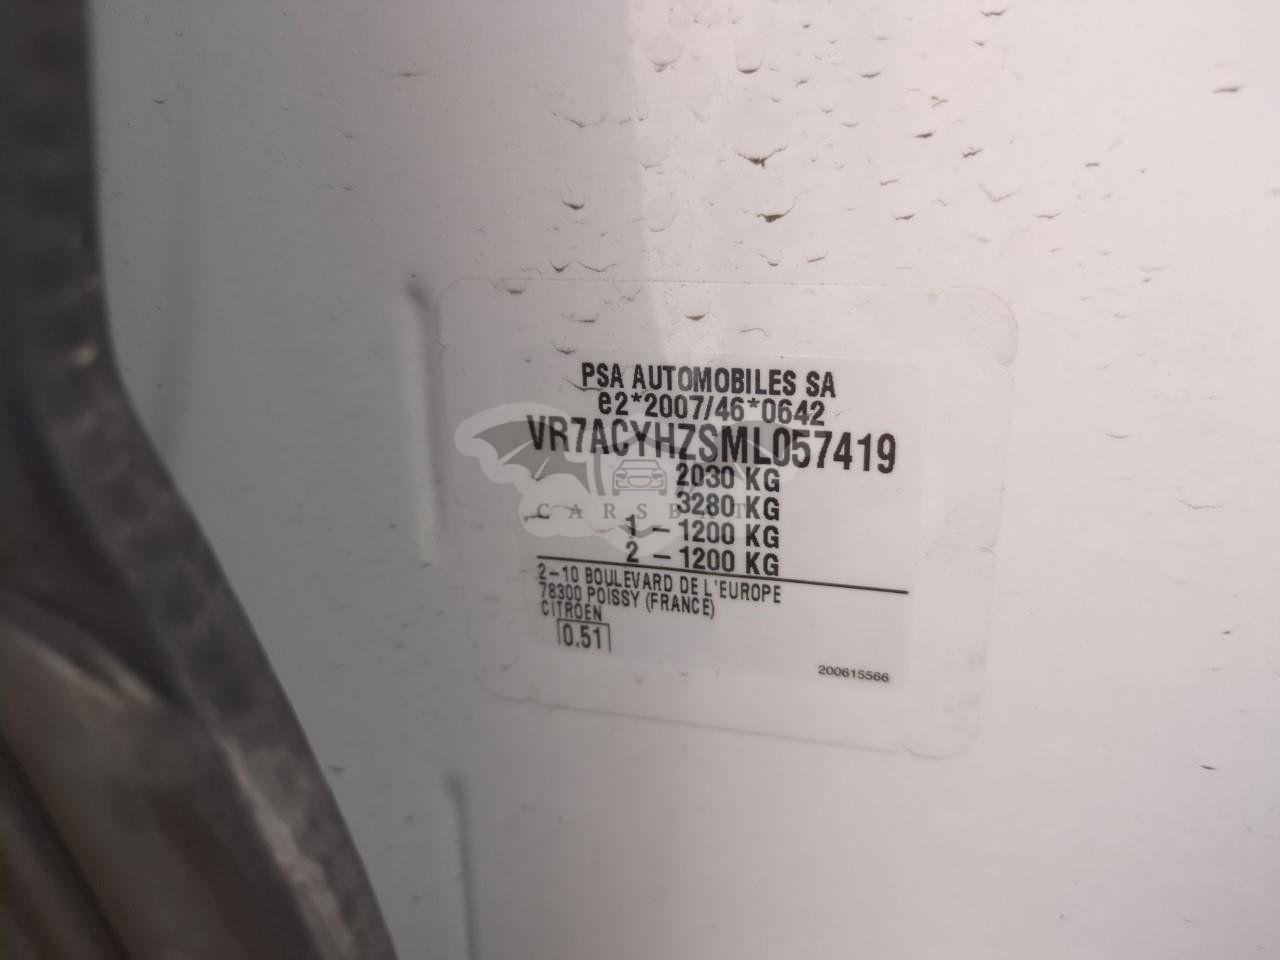 PSA AUTOMOBILES SA
e2*2007/46*0642
VR7ACYHZSML057419
2030 KG
3280 KG
1 – 1200 KG
2 – 1200 KG
2–10 BOULEVARD DE L'EUROPE
78300 POISSY (FRANCE)
CITROEN
0.51
200615566
CARSBAT